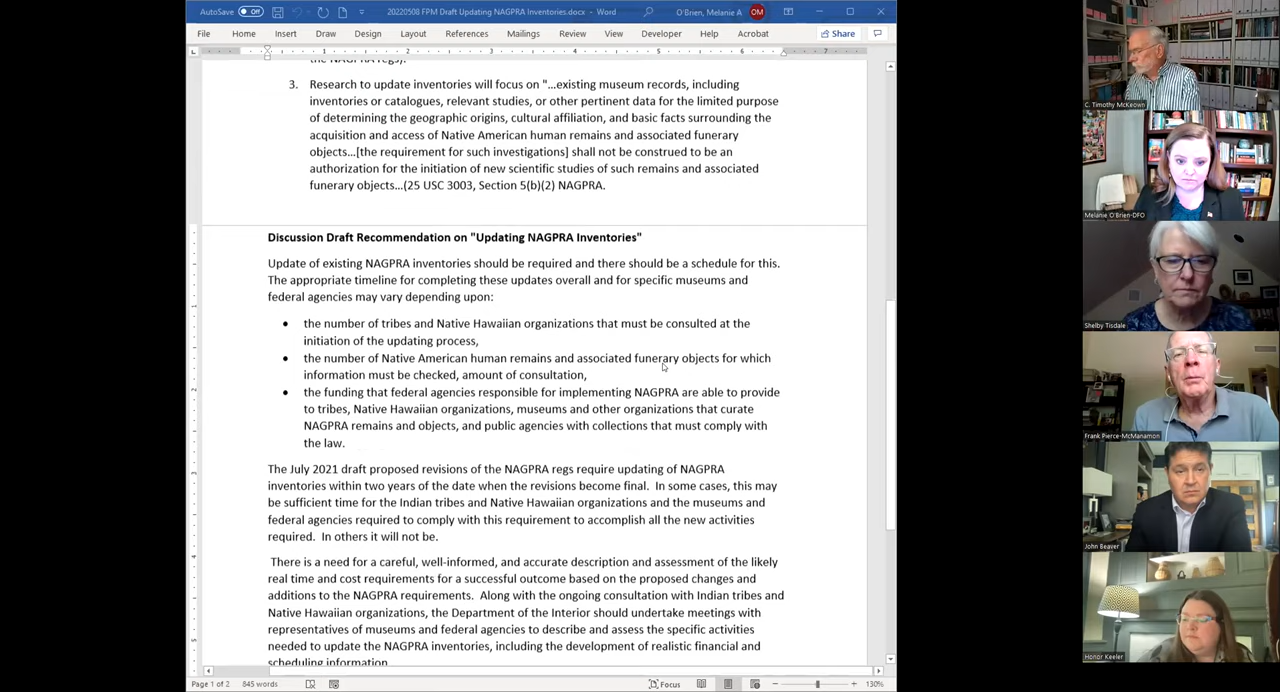 AutoSave Off
20220508 FPM Draft Updating NAGPRA Inventories.docx - Word
O'Brien, Melanie A OM
File Home Insert Draw Design Layout References Mailings Review View Developer Help Acrobat Share
the NAGPRA regs).
3. Research to update inventories will focus on "...existing museum records, including
inventories or catalogues, relevant studies, or other pertinent data for the limited purpose
of determining the geographic origins, cultural affiliation, and basic facts surrounding the
acquisition and access of Native American human remains and associated funerary
objects...[the requirement for such investigations] shall not be construed to be an
authorization for the initiation of new scientific studies of such remains and associated
funerary objects...(25 USC 3003, Section 5(b)(2) NAGPRA.
Discussion Draft Recommendation on "Updating NAGPRA Inventories"
Update of existing NAGPRA inventories should be required and there should be a schedule for this.
The appropriate timeline for completing these updates overall and for specific museums and
federal agencies may vary depending upon:
• the number of tribes and Native Hawaiian organizations that must be consulted at the
initiation of the updating process,
• the number of Native American human remains and associated funerary objects for which
information must be checked, amount of consultation,
• the funding that federal agencies responsible for implementing NAGPRA are able to provide
to tribes, Native Hawaiian organizations, museums and other organizations that curate
NAGPRA remains and objects, and public agencies with collections that must comply with
the law.
The July 2021 draft proposed revisions of the NAGPRA regs require updating of NAGPRA
inventories within two years of the date when the revisions become final. In some cases, this may
be sufficient time for the Indian tribes and Native Hawaiian organizations and the museums and
federal agencies required to comply with this requirement to accomplish all the new activities
required. In others it will not be.
There is a need for a careful, well-informed, and accurate description and assessment of the likely
real time and cost requirements for a successful outcome based on the proposed changes and
additions to the NAGPRA requirements. Along with the ongoing consultation with Indian tribes and
Native Hawaiian organizations, the Department of the Interior should undertake meetings with
representatives of museums and federal agencies to describe and assess the specific activities
needed to update the NAGPRA inventories, including the development of realistic financial and
scheduling information
Page 1 of 2 845 words Focus 130%
C. Timothy McKeown
Melanie O'Brien-DFO
Shelby Tisdale
Frank Pierce-McManamon
John Beaver
Honor Keeler